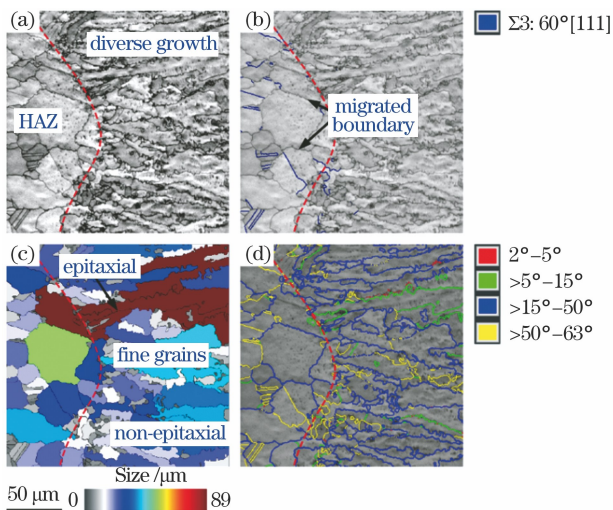 (a)
diverse growth
HAZ
(b)
migrated
boundary
Σ3: 60°[111]
(c)
epitaxial
fine grains
non-epitaxial
(d)
2°–5°
>5°–15°
>15°–50°
>50°–63°
50 μm
Size /μm
0
89